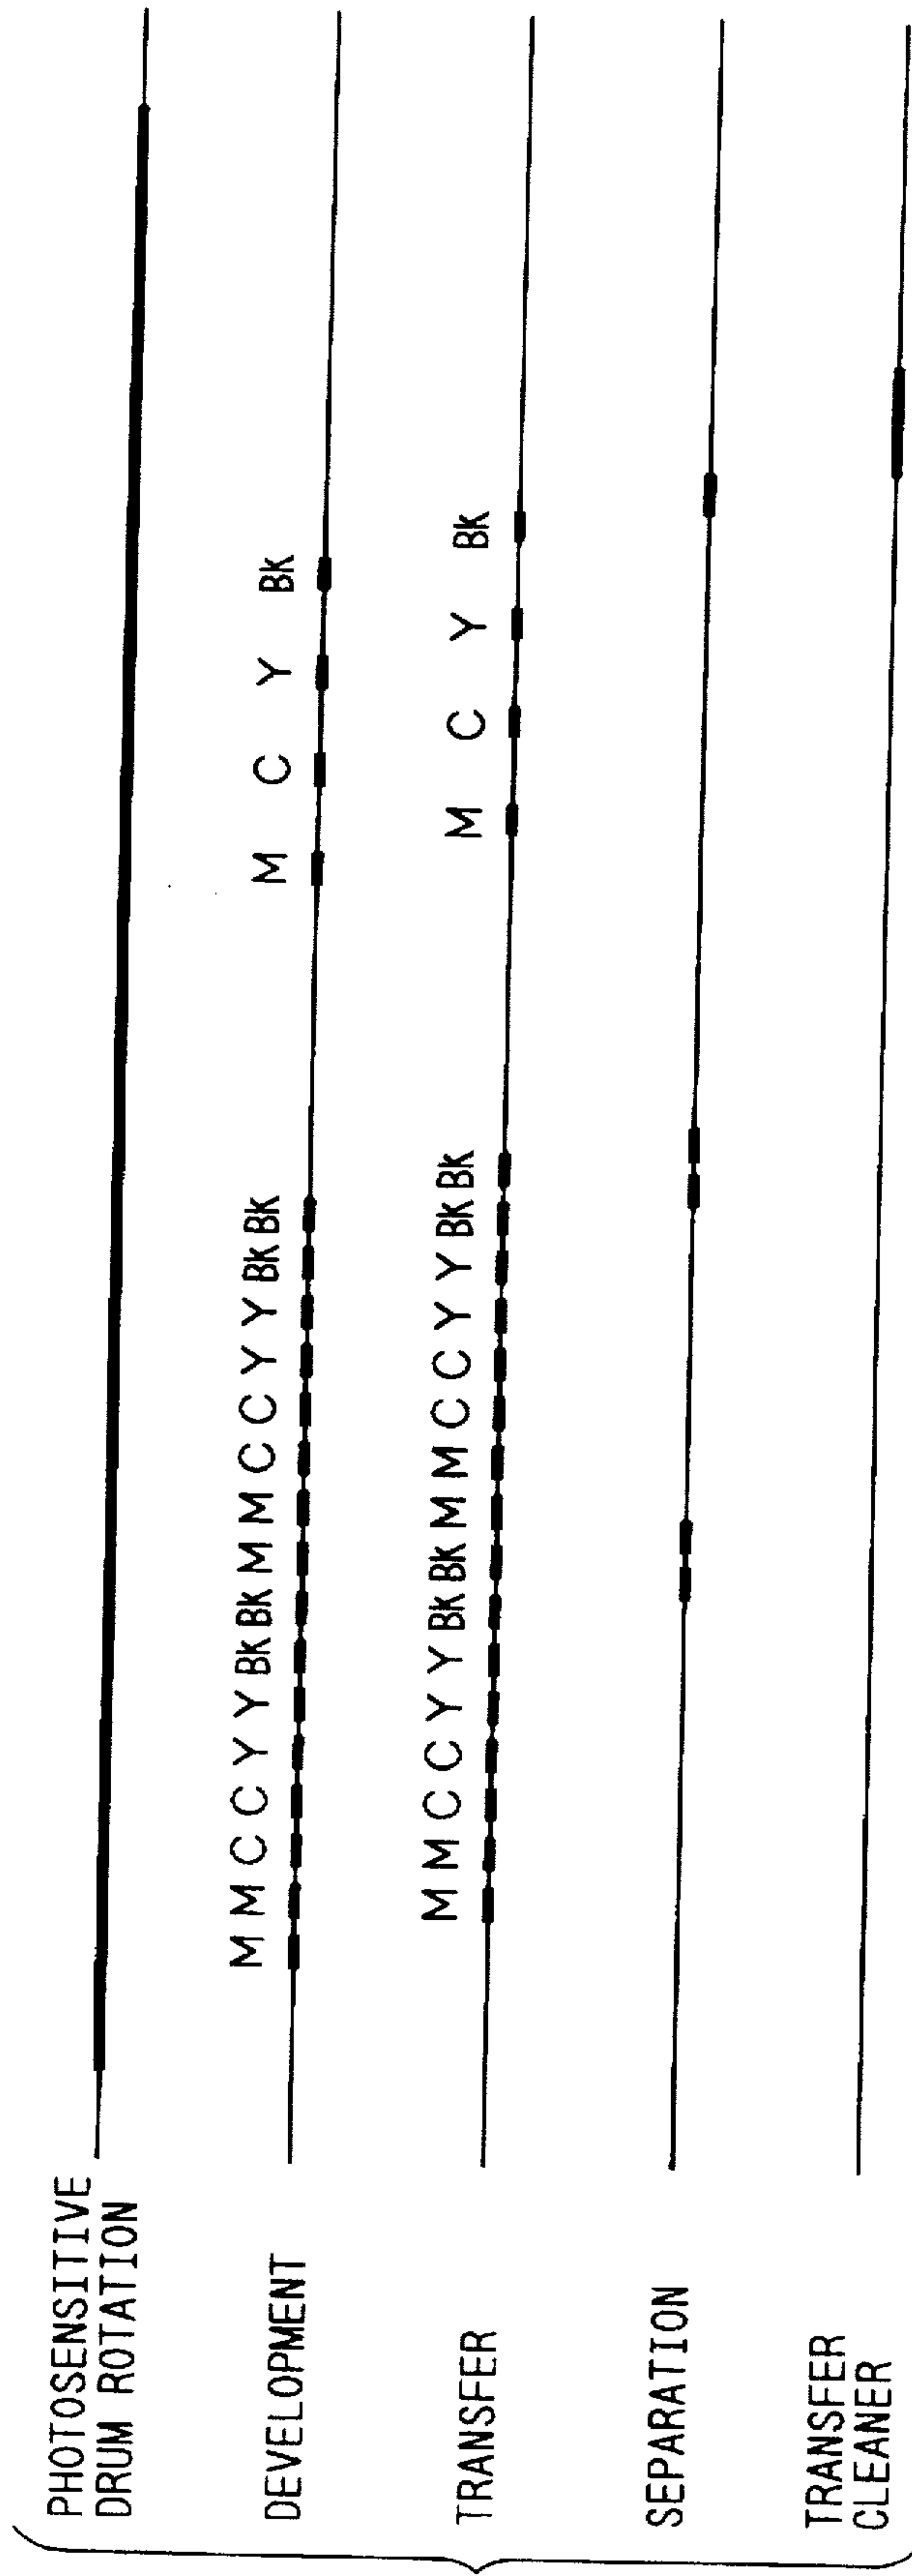 PHOTOSENSITIVE
DRUM ROTATION
DEVELOPMENT M M C C Y Y BK BK M M C C Y Y BK BK M C Y BK
TRANSFER M M C C Y Y BK BK M M C C Y Y BK BK M C Y BK
SEPARATION
TRANSFER
CLEANER